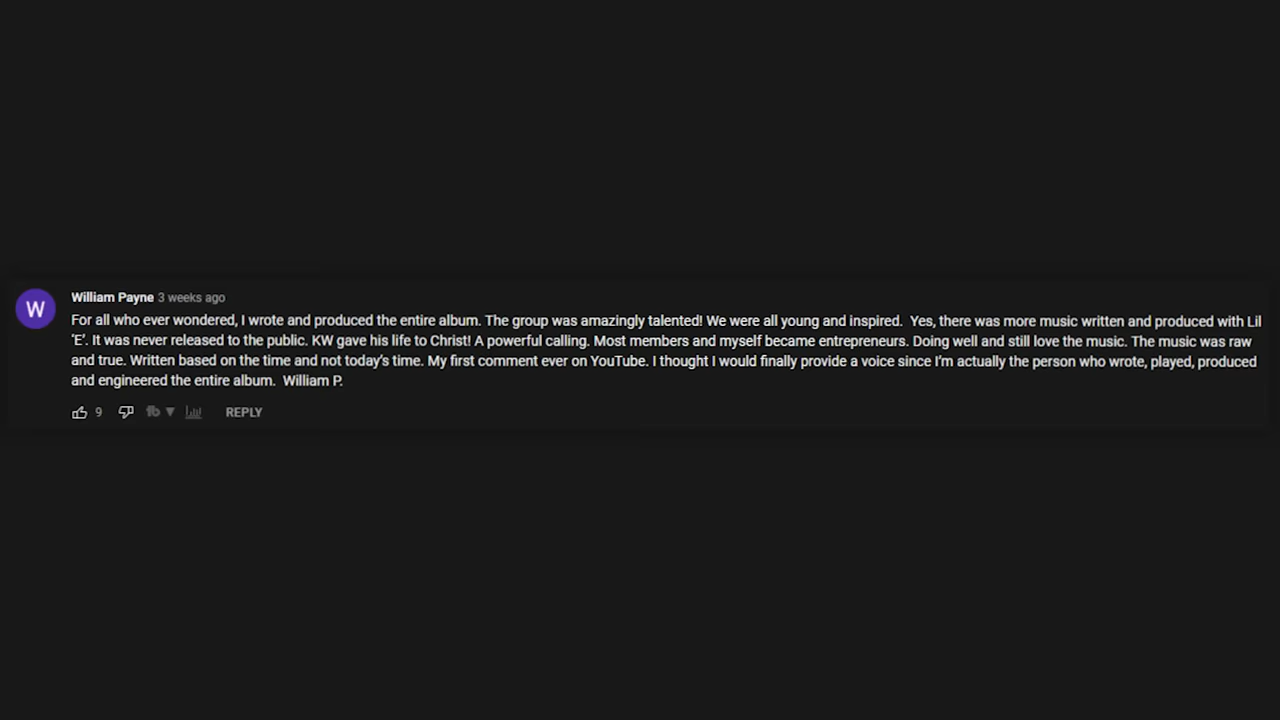 W
William Payne 3 weeks ago
For all who ever wondered, I wrote and produced the entire album. The group was amazingly talented! We were all young and inspired.  Yes, there was more music written and produced with Lil
‘E’. It was never released to the public. KW gave his life to Christ! A powerful calling. Most members and myself became entrepreneurs. Doing well and still love the music. The music was raw
and true. Written based on the time and not today’s time. My first comment ever on YouTube. I thought I would finally provide a voice since I’m actually the person who wrote, played, produced
and engineered the entire album.  William P.
9 REPLY